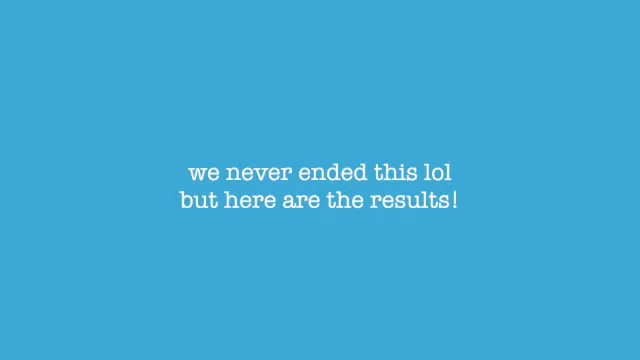 we never ended this lol
but here are the results!